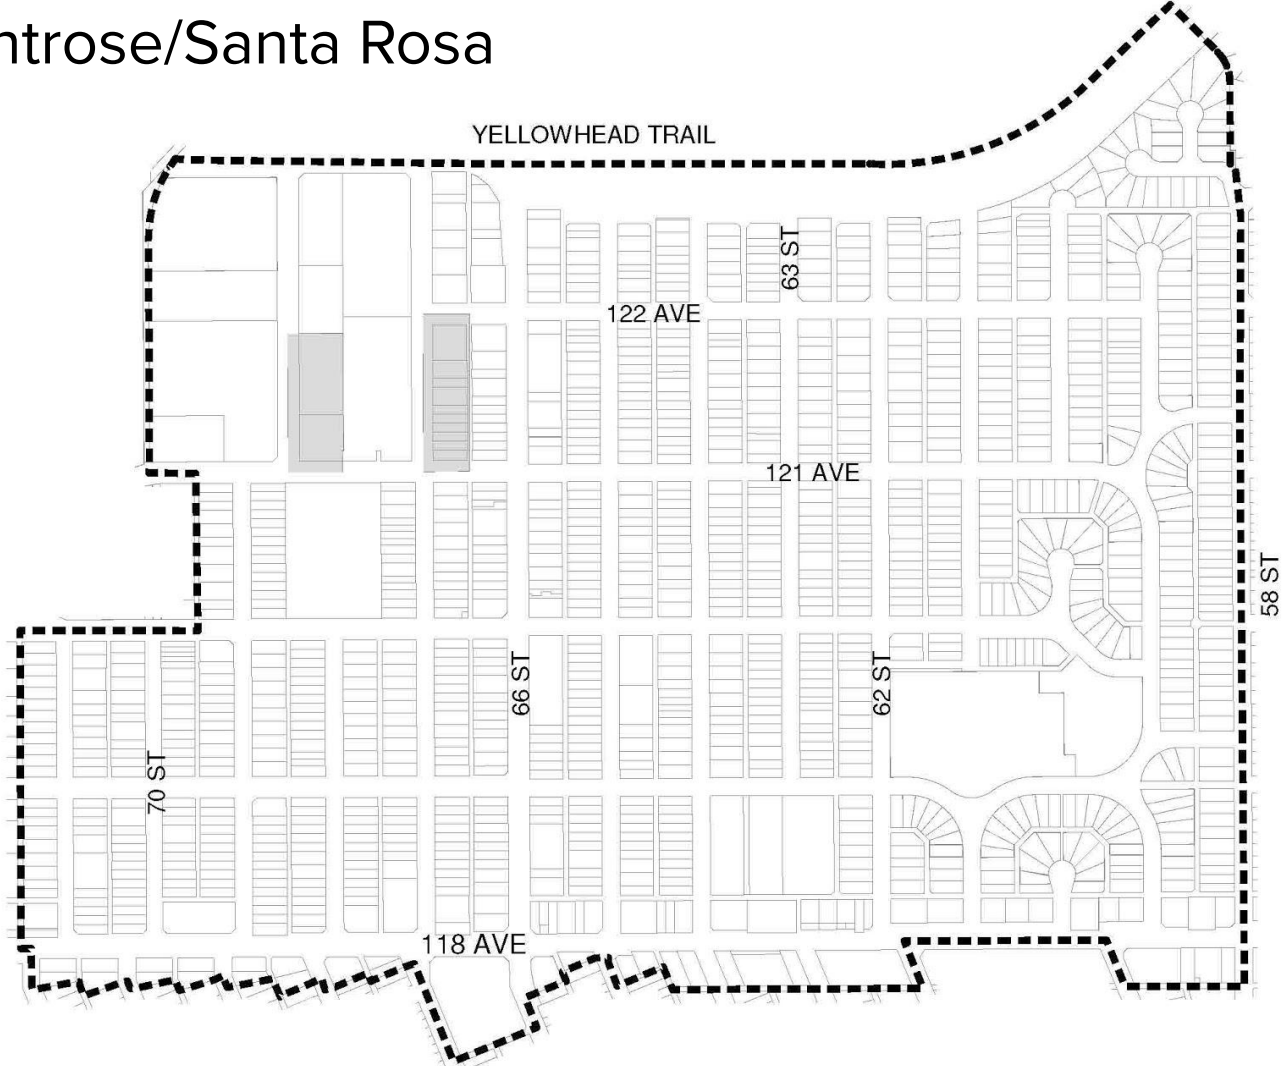 ntrose/Santa Rosa
YELLOWHEAD TRAIL
63 ST
122 AVE
121 AVE
58 ST
66 ST
62 ST
70 ST
118 AVE